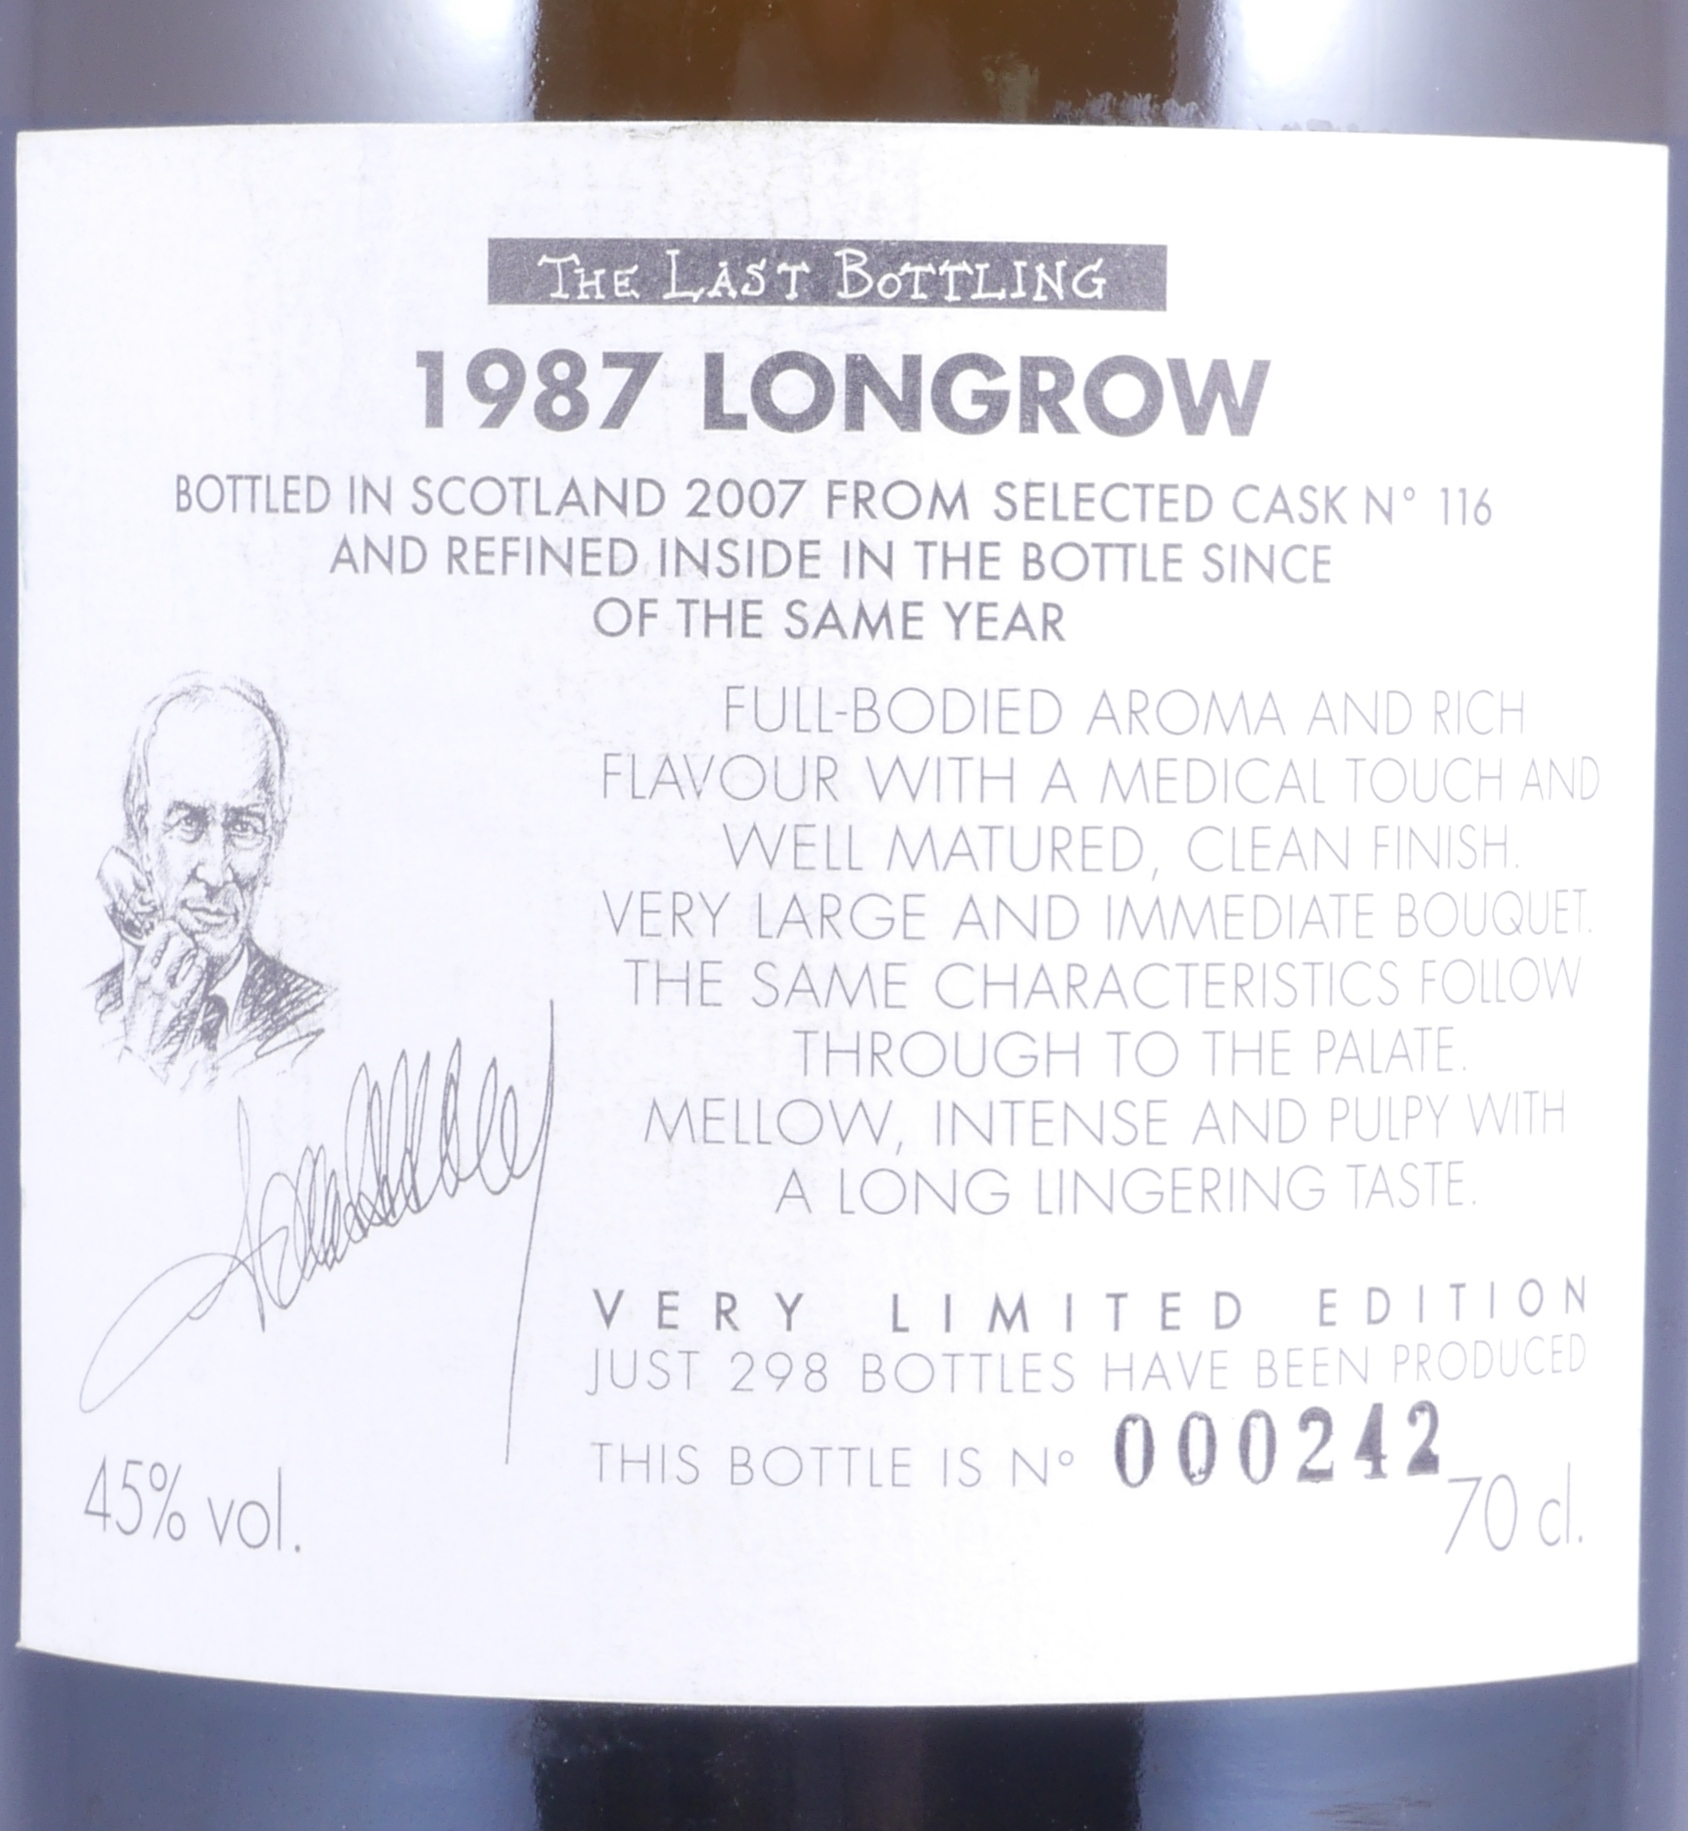 THE LAST BOTTLING
1987 LONGROW
BOTTLED IN SCOTLAND 2007 FROM SELECTED CASK N° 116
AND REFINED INSIDE IN THE BOTTLE SINCE
OF THE SAME YEAR
FULL-BODIED AROMA AND RICH
FLAVOUR WITH A MEDICAL TOUCH AND
WELL MATURED, CLEAN FINISH.
VERY LARGE AND IMMEDIATE BOUQUET.
THE SAME CHARACTERISTICS FOLLOW
THROUGH TO THE PALATE.
MELLOW, INTENSE AND PULPY WITH
A LONG LINGERING TASTE.
VERY LIMITED EDITION
JUST 298 BOTTLES HAVE BEEN PRODUCED
THIS BOTTLE IS N° 000242
45% vol.
70 cl.